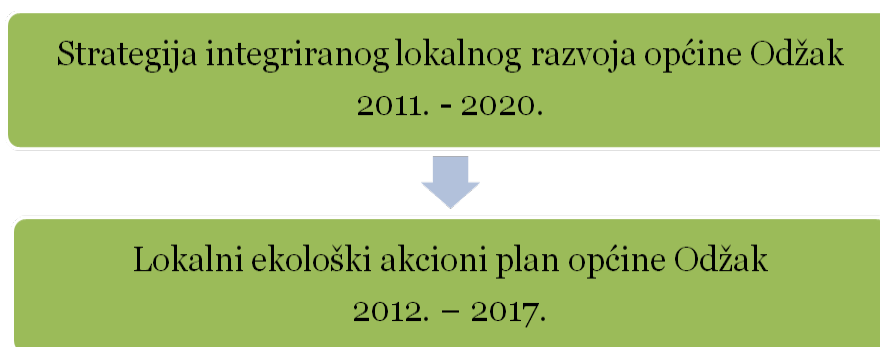 Strategija integriranog lokalnog razvoja općine Odžak
2011. - 2020.
Lokalni ekološki akcioni plan općine Odžak
2012. – 2017.